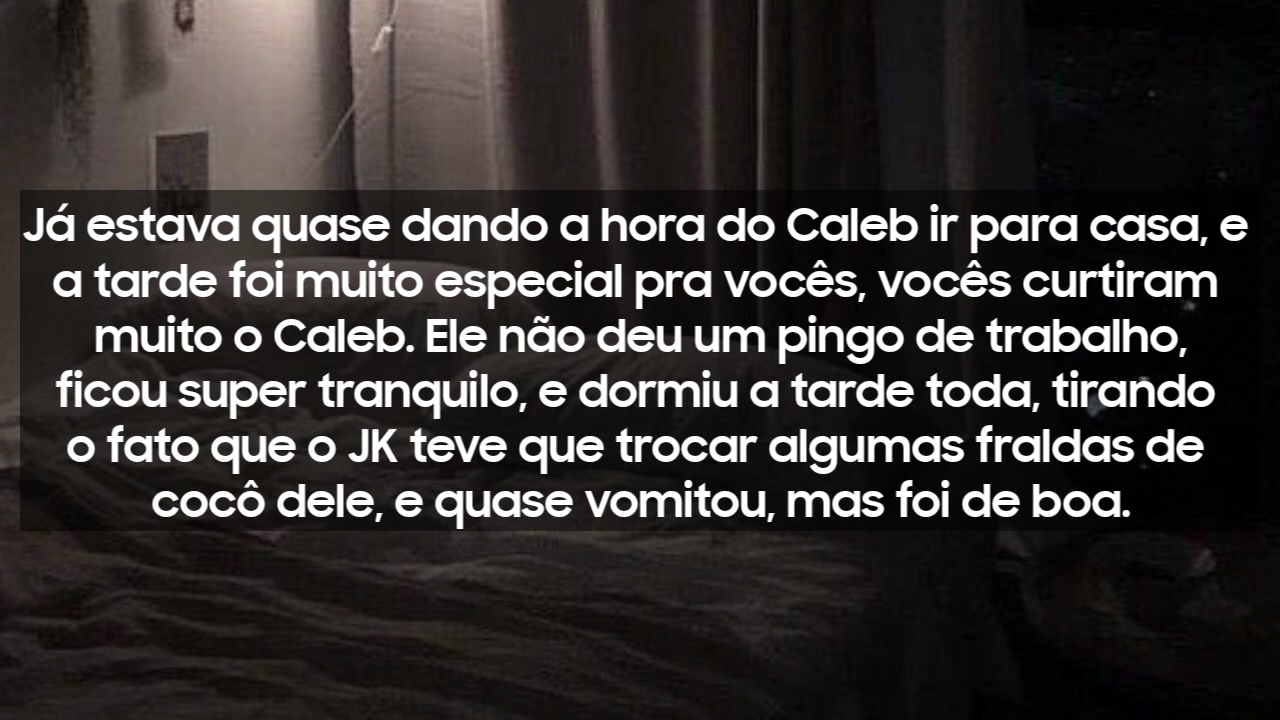 Já estava quase dando a hora do Caleb ir para casa, e
a tarde foi muito especial pra vocês, vocês curtiram
muito o Caleb. Ele não deu um pingo de trabalho,
ficou super tranquilo, e dormiu a tarde toda, tirando
o fato que o JK teve que trocar algumas fraldas de
cocô dele, e quase vomitou, mas foi de boa.